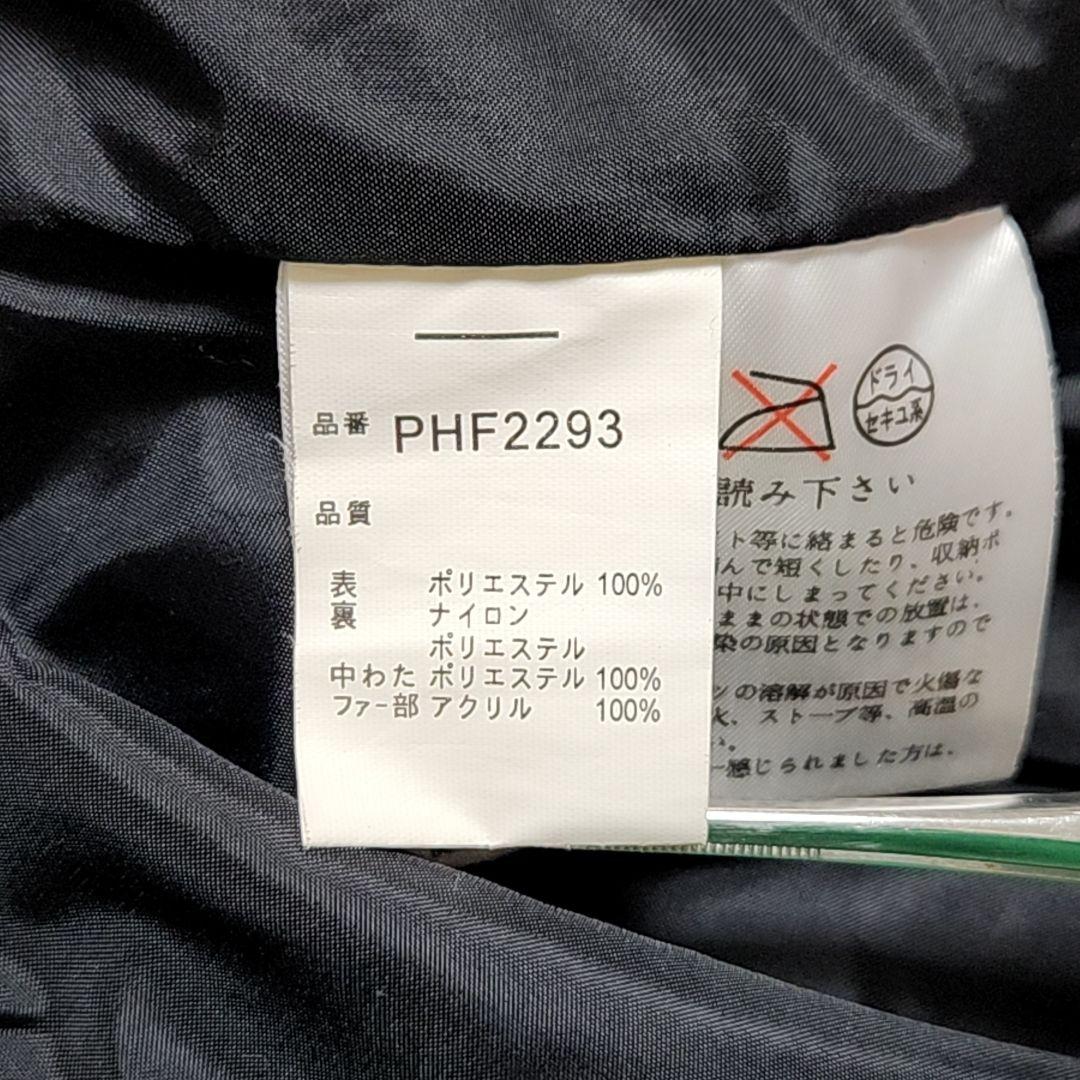 品番 PHF2293
品質
表 ポリエステル 100%
裏 ナイロン
ポリエステル
中わた ポリエステル 100%
ファー部 アクリル 100%
ドライ
セキユ系
読み下さい
ト等に絡まると危険です。
んで短くしたり、収納ポ
中にしまってください。
ままの状態での放置は、
染の原因となりますので
の溶解が原因で火傷な
火、ストーブ等、高温の
い。
感じられました方は、